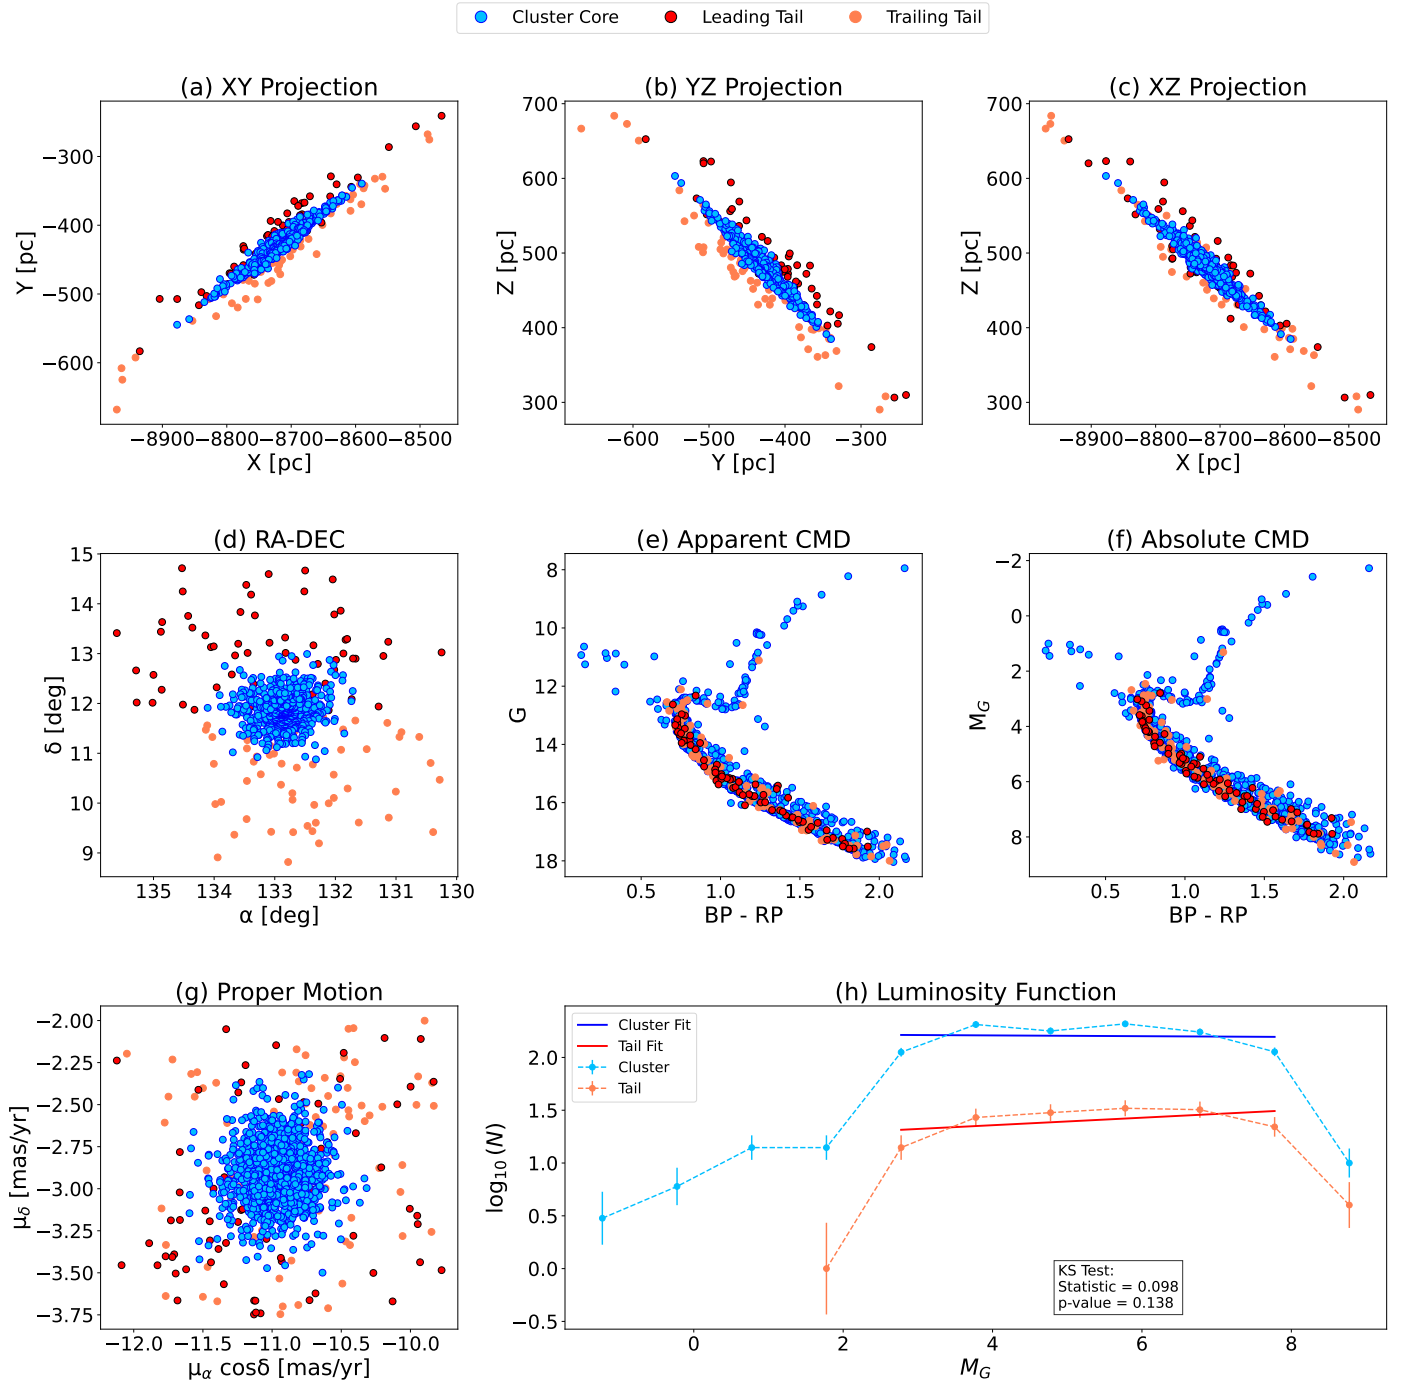 Cluster Core Leading Tail Trailing Tail
(a) XY Projection
−300
−400
−500
−600
Y [pc]
−8900 −8800 −8700 −8600 −8500
X [pc]
(b) YZ Projection
700
600
500
400
300
Z [pc]
−600 −500 −400 −300
Y [pc]
(c) XZ Projection
700
600
500
400
300
Z [pc]
−8900 −8800 −8700 −8600 −8500
X [pc]
(d) RA-DEC
15
14
13
12
11
10
9
δ [deg]
135 134 133 132 131 130
α [deg]
(e) Apparent CMD
8
10
12
14
16
18
G
0.5 1.0 1.5 2.0
BP - RP
(f) Absolute CMD
−2
0
2
4
6
8
M_G
0.5 1.0 1.5 2.0
BP - RP
(g) Proper Motion
−2.00
−2.25
−2.50
−2.75
−3.00
−3.25
−3.50
−3.75
μ_δ [mas/yr]
−12.0 −11.5 −11.0 −10.5 −10.0
μ_α cosδ [mas/yr]
(h) Luminosity Function
Cluster Fit
Tail Fit
Cluster
Tail
2.0
1.5
1.0
0.5
0.0
−0.5
log₁₀(N)
KS Test:
Statistic = 0.098
p-value = 0.138
0 2 4 6 8
M_G